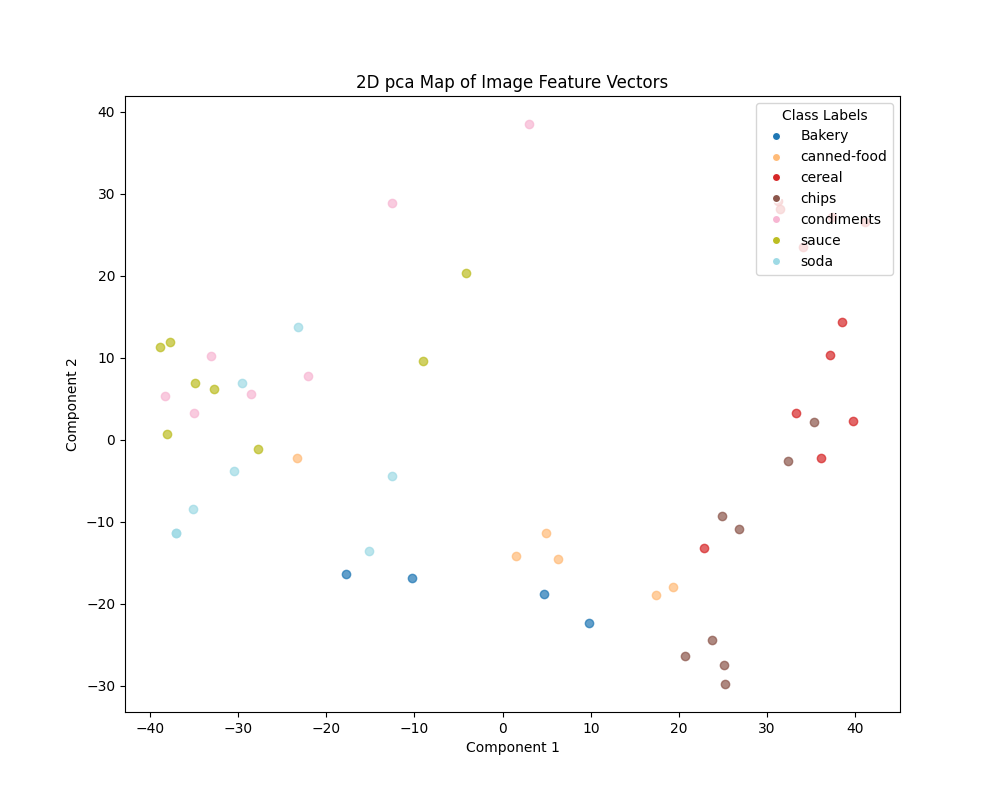 2D pca Map of Image Feature Vectors
Class Labels
Bakery
canned-food
cereal
chips
condiments
sauce
soda
40
30
20
10
0
−10
−20
−30
Component 2
−40 −30 −20 −10 0 10 20 30 40
Component 1